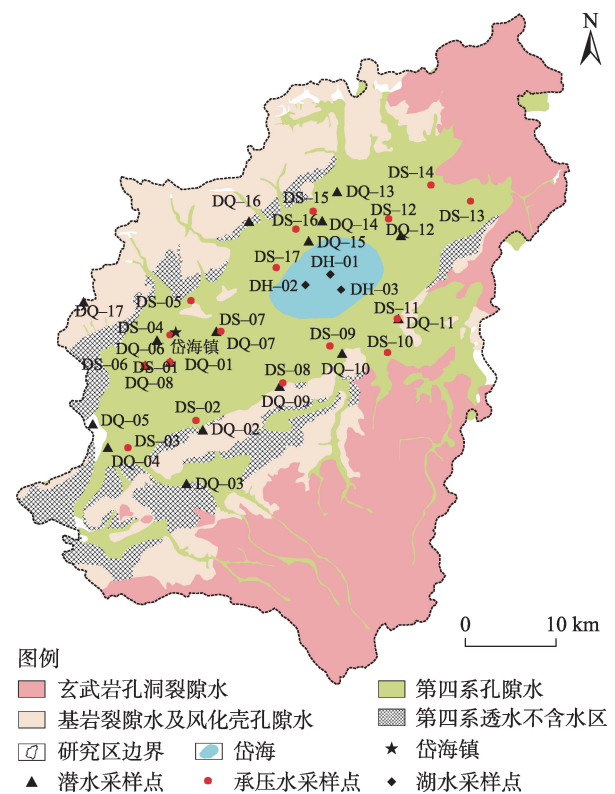 N
DS–14
DQ–13
DS–15
DQ–16
DS–12
DS–13
DS–16
DQ–14
DQ–12
DQ–15
DS–17
DH–01
DH–02
DH–03
DS–05
DQ–17
DS–11
DQ–11
DS–04
DS–07
DQ–06
岱海镇
DQ–07
DS–09
DS–10
DS–06
DS–01
DQ–01
DQ–10
DQ–08
DS–08
DQ–09
DS–02
DQ–05
DQ–02
DS–03
DQ–04
DQ–03
0 10 km
图例
玄武岩孔洞裂隙水 第四系孔隙水
基岩裂隙水及风化壳孔隙水 第四系透水不含水区
研究区边界 岱海 岱海镇
潜水采样点 承压水采样点 湖水采样点